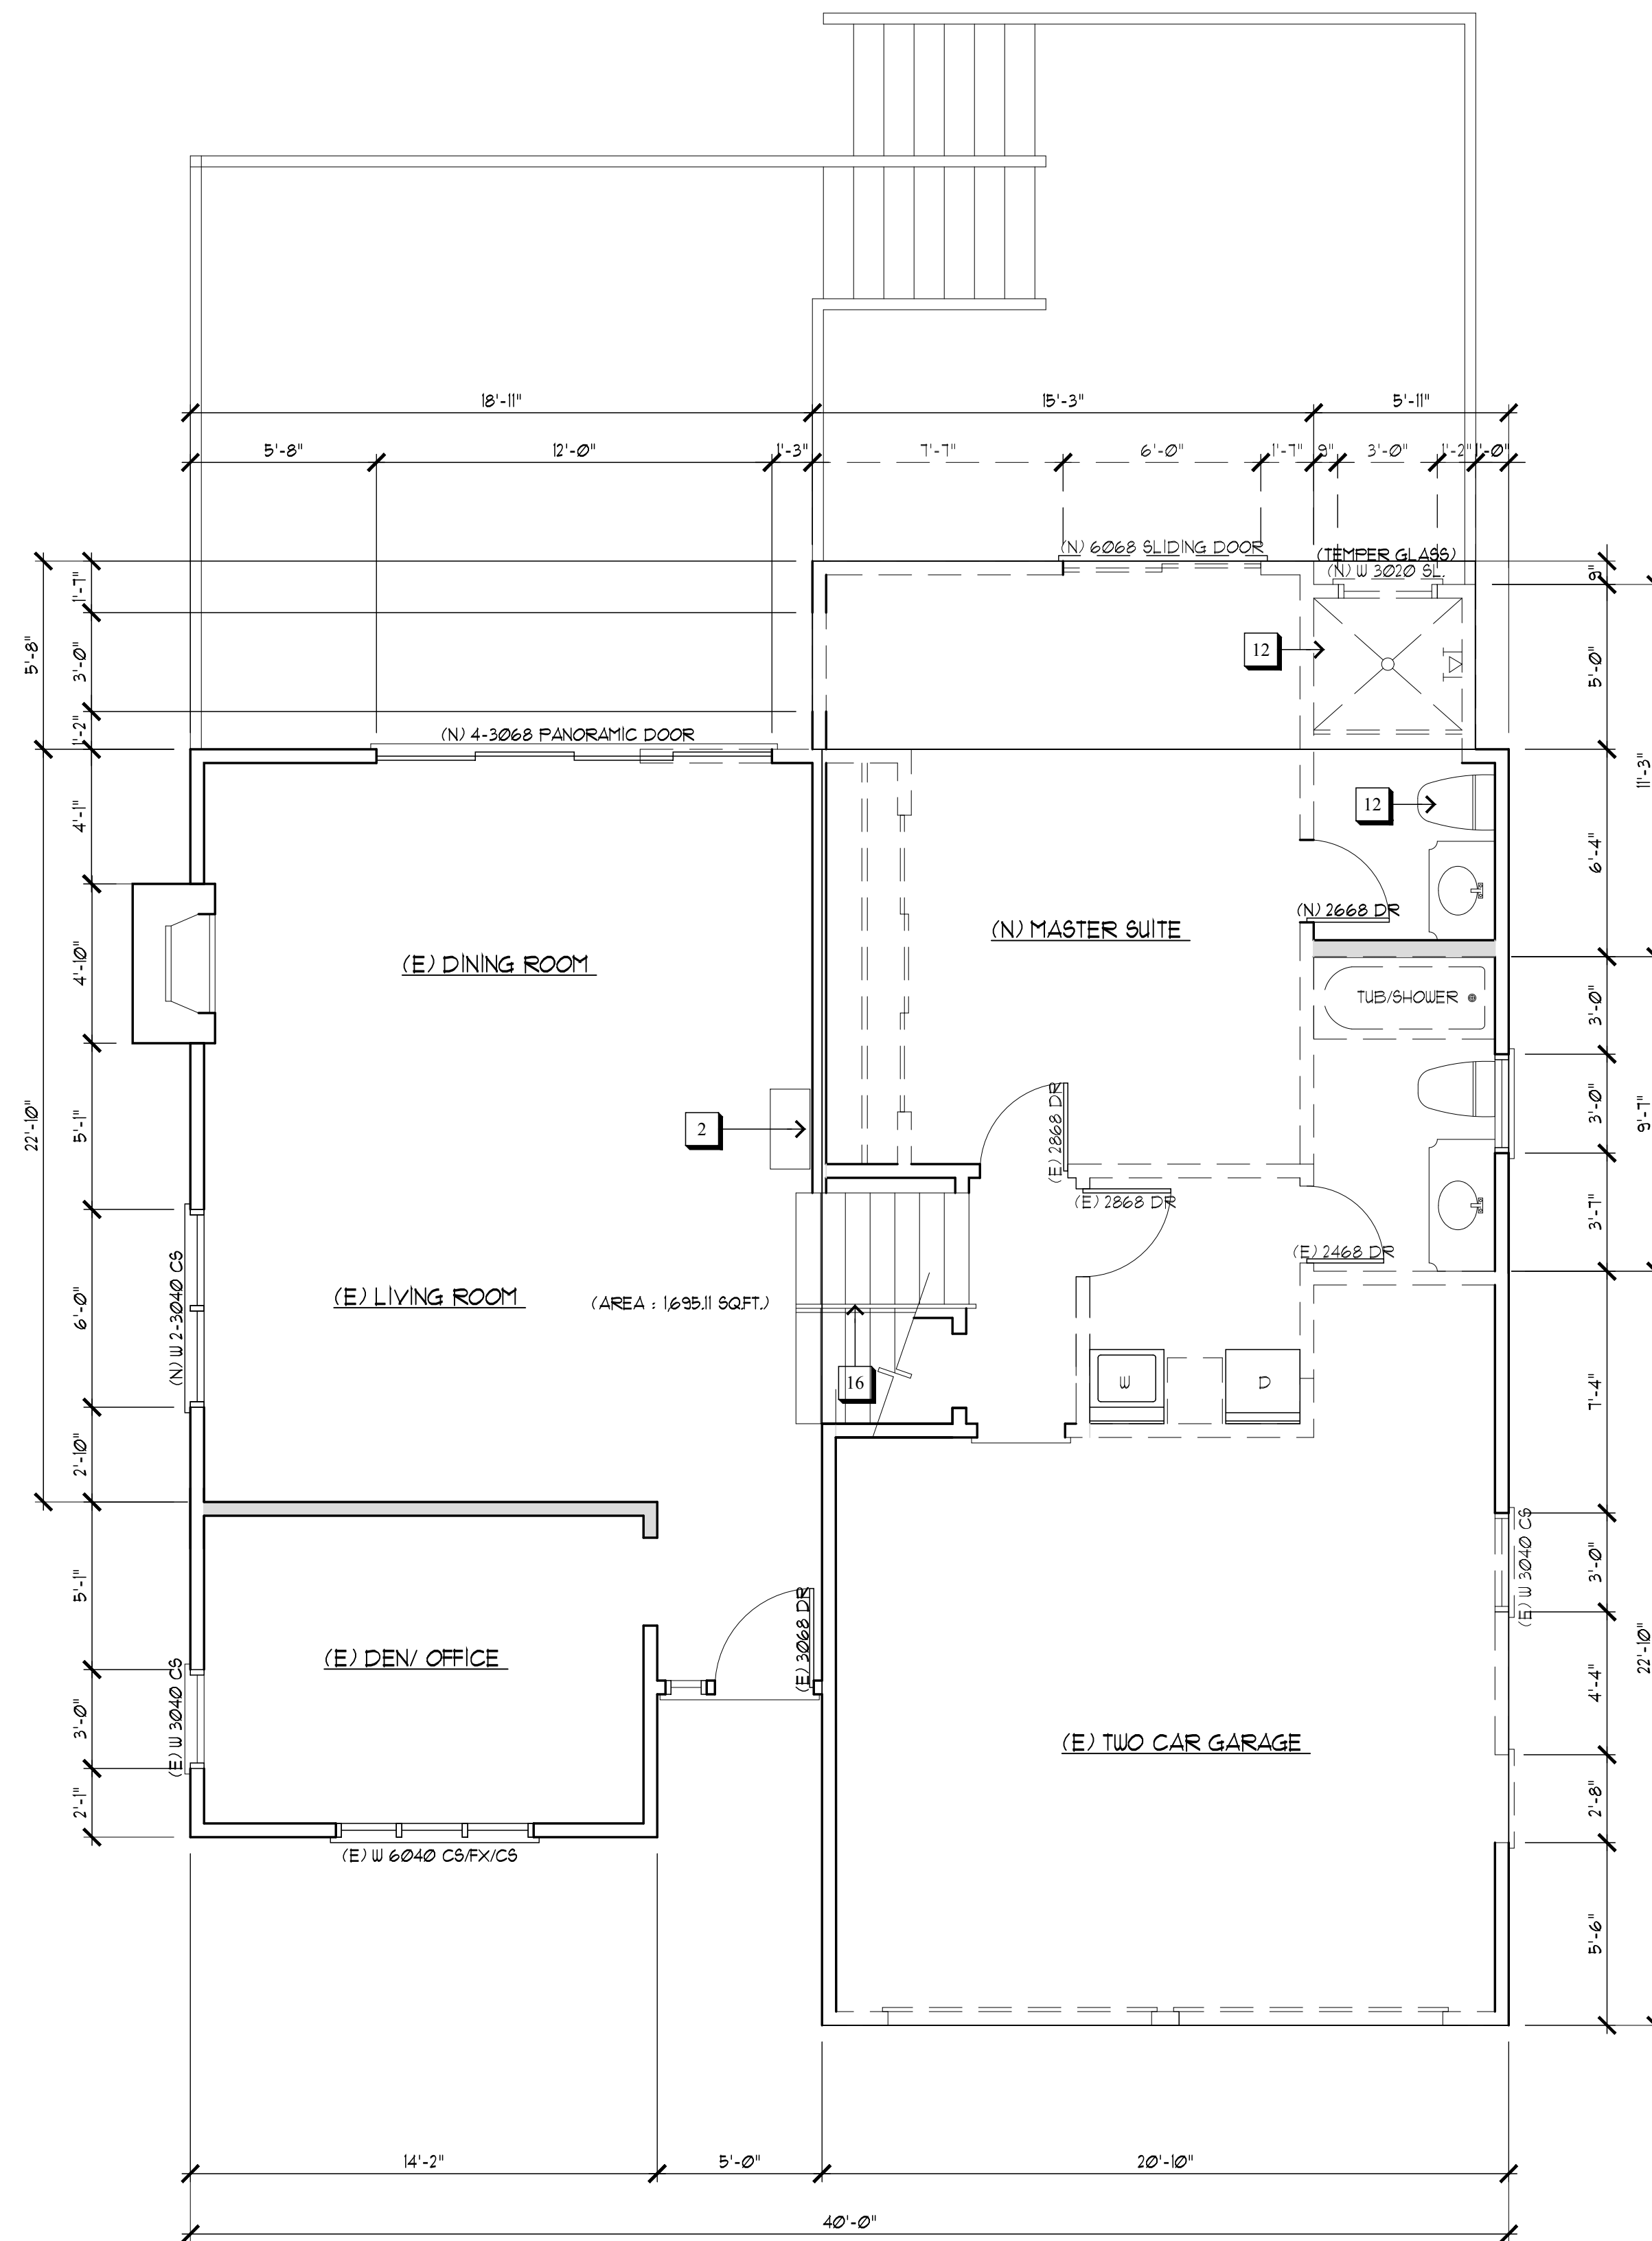 18'-11"
15'-3"
5'-11"
5'-8"
12'-0"
1'-3"
7'-7"
6'-0"
1'-7"
9"
3'-0"
1'-2"
1'-0"
(N) 6068 SLIDING DOOR
(TEMPER GLASS)
(N) W 3020 SL.
(N) 4-3068 PANORAMIC DOOR
12
12
(N) 2668 DR
(N) MASTER SUITE
(E) DINING ROOM
TUB/SHOWER
2
(E) 2868 DR
(E) 2868 DR
(E) 2468 DR
(E) LIVING ROOM
(AREA : 1,695.11 SQ.FT.)
16
W
D
(N) W 2-3040 CS
(E) W 3040 CS
(E) DEN/ OFFICE
(E) 3068 DR
(E) W 3040 CS
(E) TWO CAR GARAGE
(E) W 6040 CS/FX/CS
5'-8"
22'-10"
1'-7"
3'-0"
1'-2"
4'-1"
4'-10"
5'-1"
6'-0"
2'-10"
5'-1"
3'-0"
2'-1"
9"
5'-0"
6'-4"
3'-0"
3'-0"
3'-7"
7'-4"
3'-0"
4'-4"
2'-8"
5'-6"
11'-3"
9'-7"
22'-10"
14'-2"
5'-0"
20'-10"
40'-0"